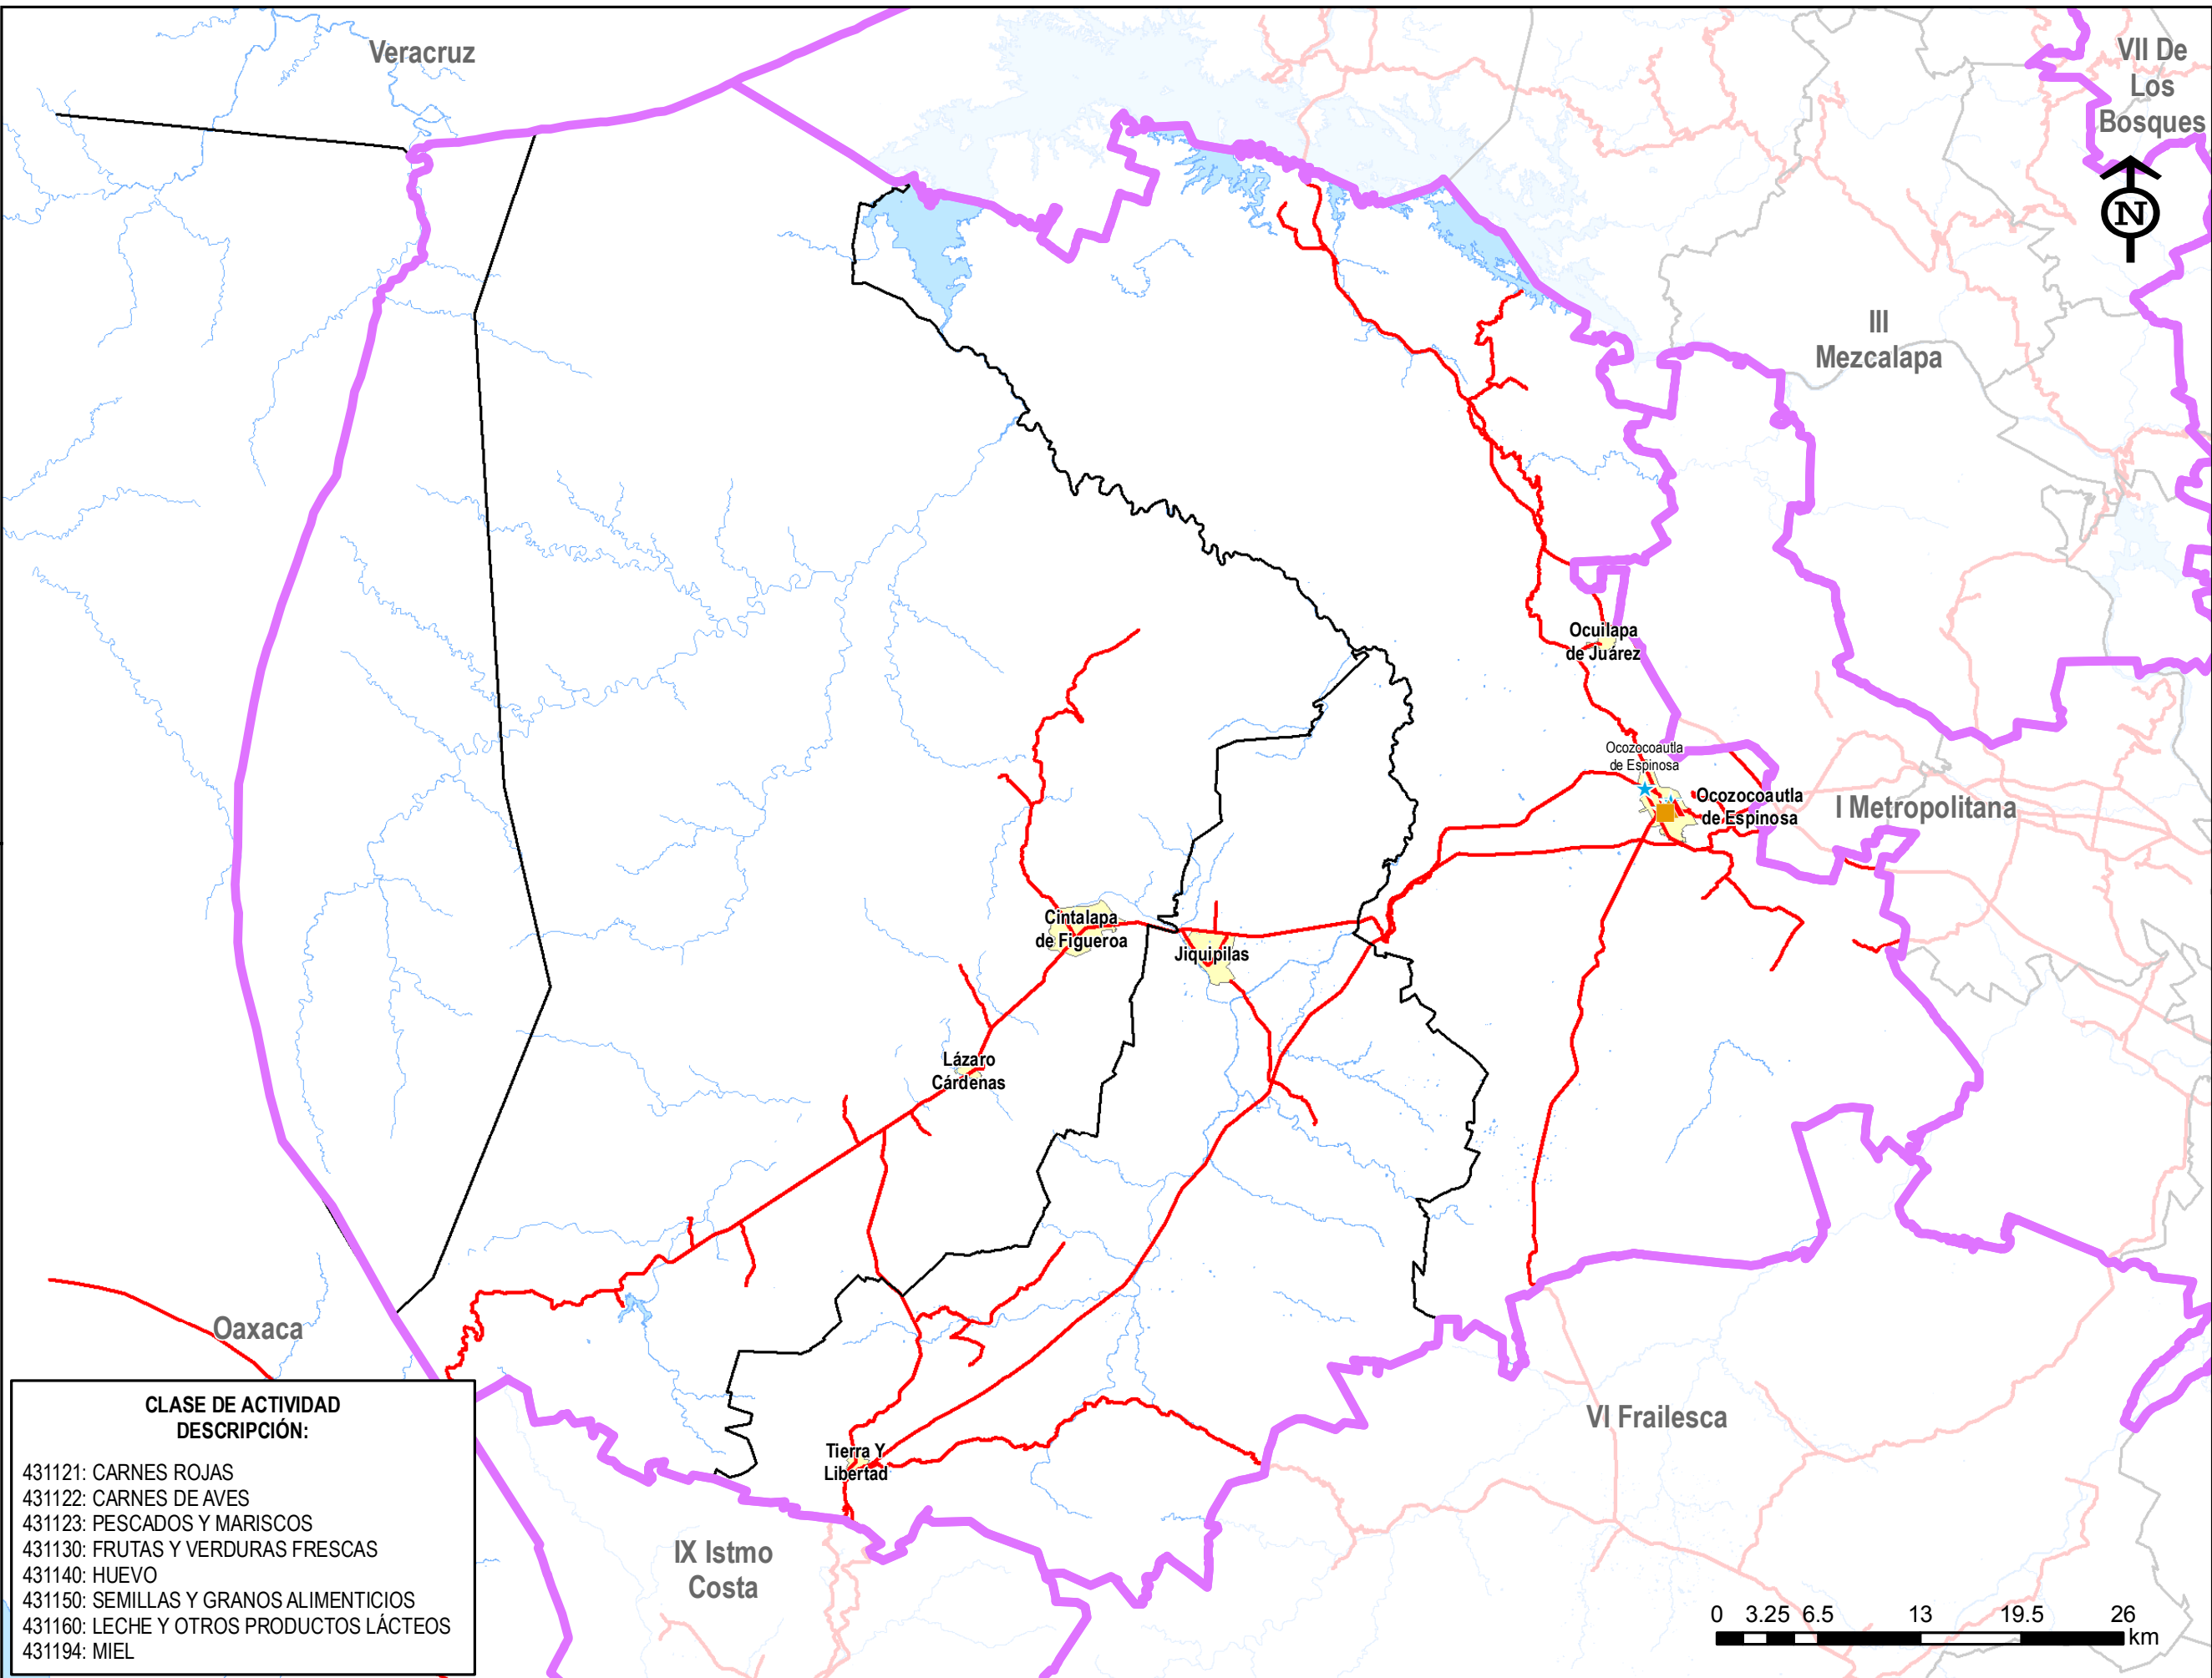 Veracruz
VII De
Los
Bosques
N
III
Mezcalapa
Ocuilapa
de Juárez
Ocozocoautla
de Espinosa
Ocozocoautla
de Espinosa
I Metropolitana
Cintalapa
de Figueroa
Jiquipilas
Lázaro
Cárdenas
Oaxaca
VI Frailesca
Tierra Y
Libertad
IX Istmo
Costa
CLASE DE ACTIVIDAD
DESCRIPCIÓN:
431121: CARNES ROJAS
431122: CARNES DE AVES
431123: PESCADOS Y MARISCOS
431130: FRUTAS Y VERDURAS FRESCAS
431140: HUEVO
431150: SEMILLAS Y GRANOS ALIMENTICIOS
431160: LECHE Y OTROS PRODUCTOS LÁCTEOS
431194: MIEL
0 3.25 6.5 13 19.5 26
km